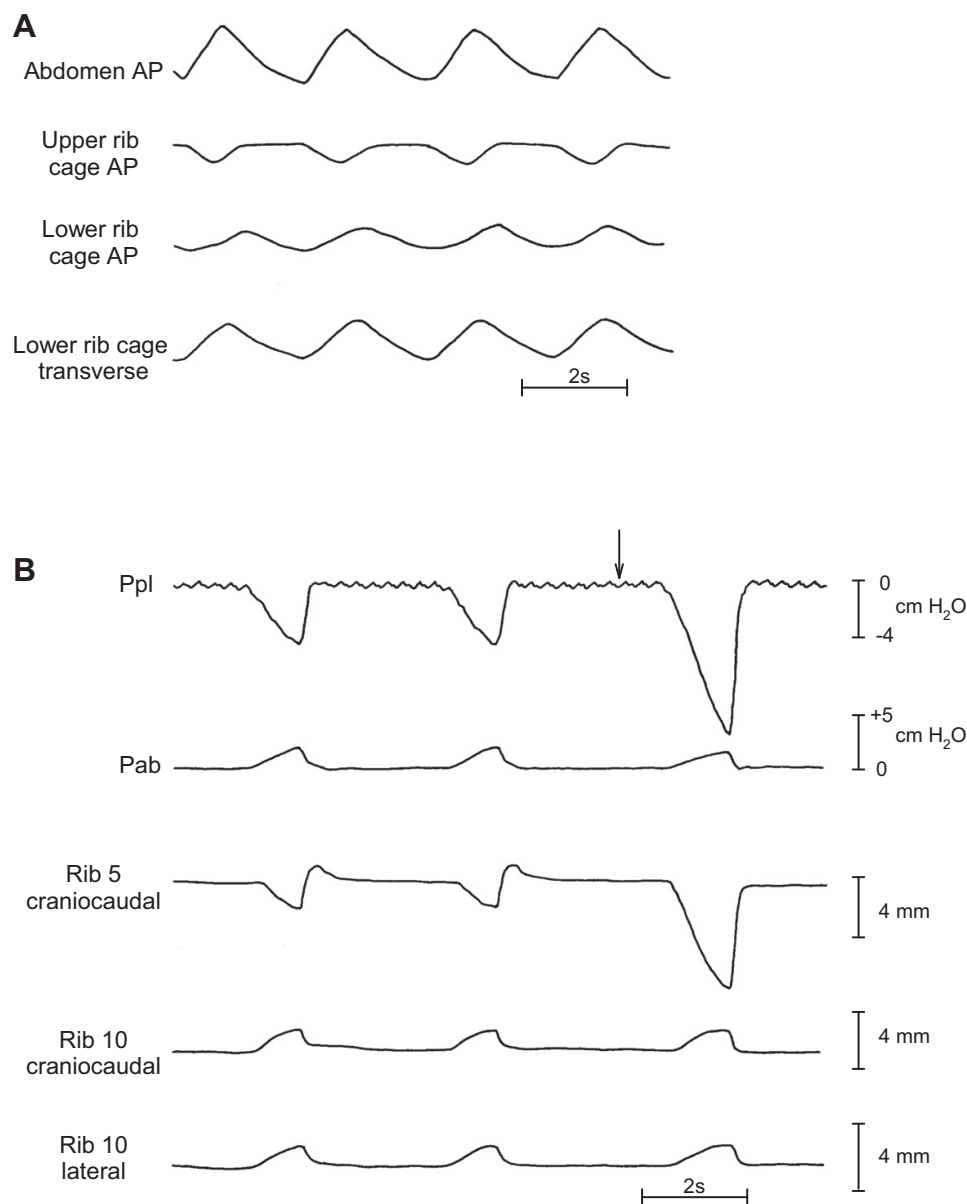 A
Abdomen AP
Upper rib
cage AP
Lower rib
cage AP
Lower rib cage
transverse
2s
B
Ppl
0
cm H₂O
-4
+5
cm H₂O
Pab
0
Rib 5
craniocaudal
4 mm
Rib 10
craniocaudal
4 mm
Rib 10
lateral
4 mm
2s